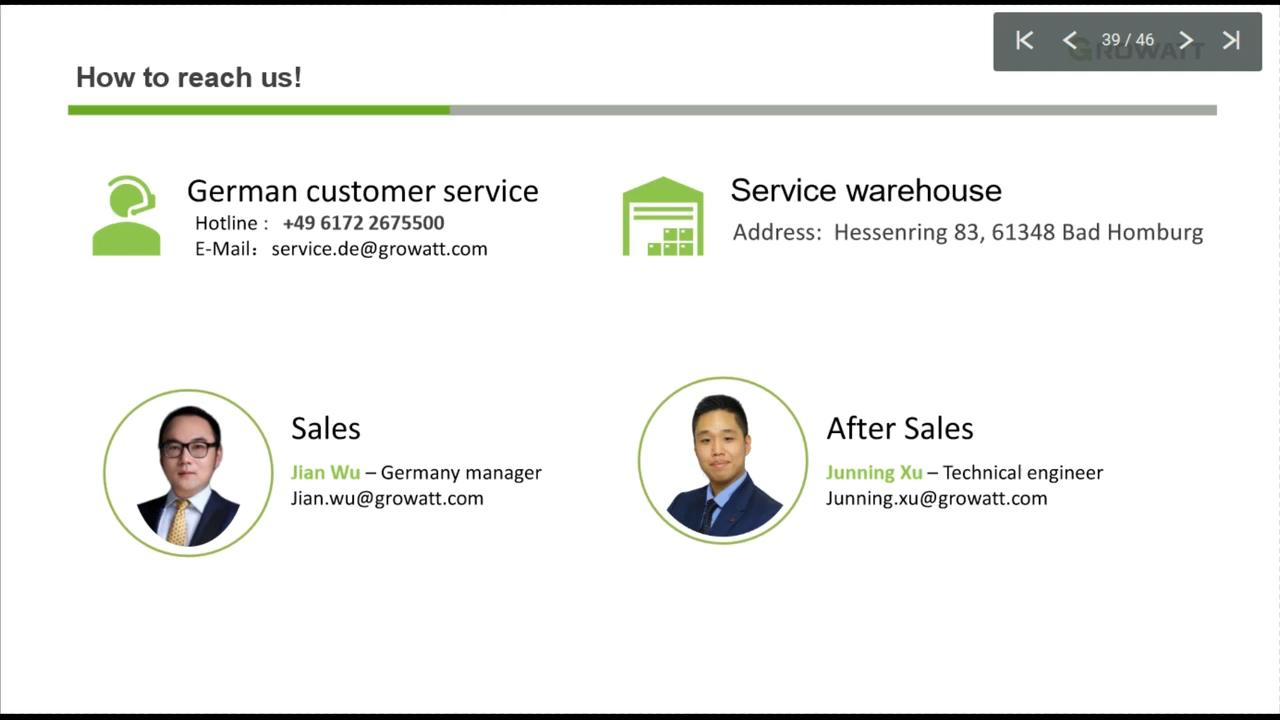 39 / 46
GROWATT
How to reach us!
German customer service
Hotline : +49 6172 2675500
E-Mail：service.de@growatt.com
Service warehouse
Address: Hessenring 83, 61348 Bad Homburg
Sales
Jian Wu – Germany manager
Jian.wu@growatt.com
After Sales
Junning Xu – Technical engineer
Junning.xu@growatt.com